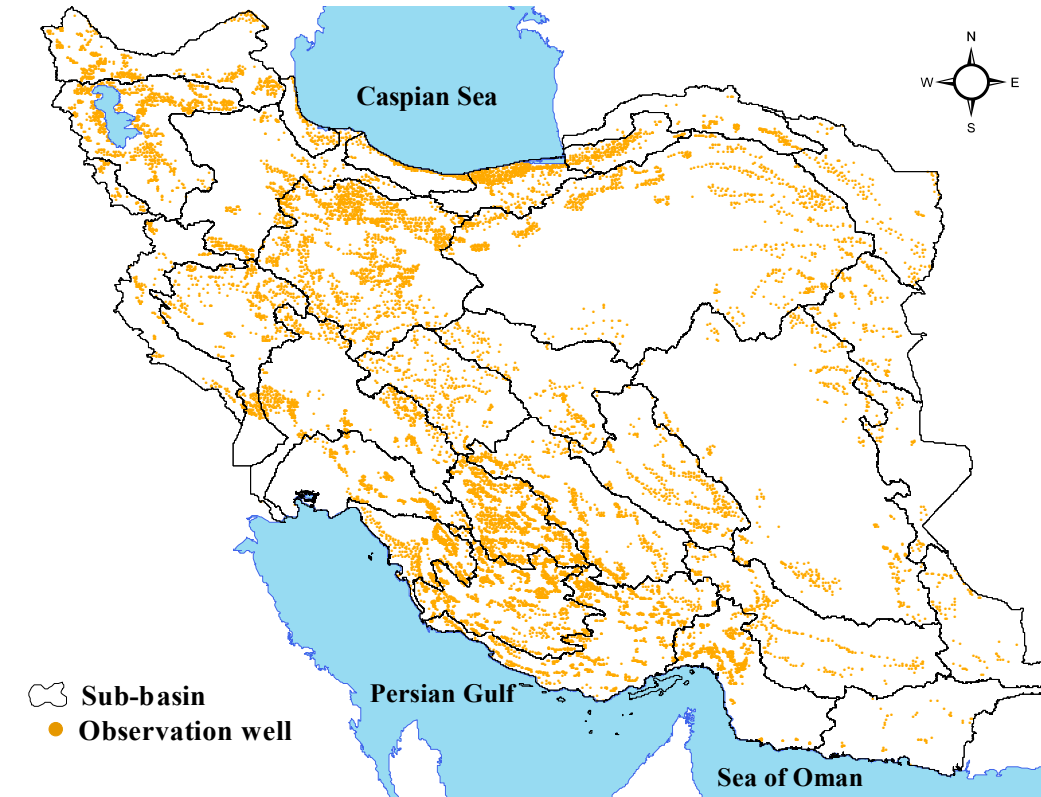 N
Caspian Sea
W E
S
Sub-basin
Persian Gulf
Observation well
Sea of Oman